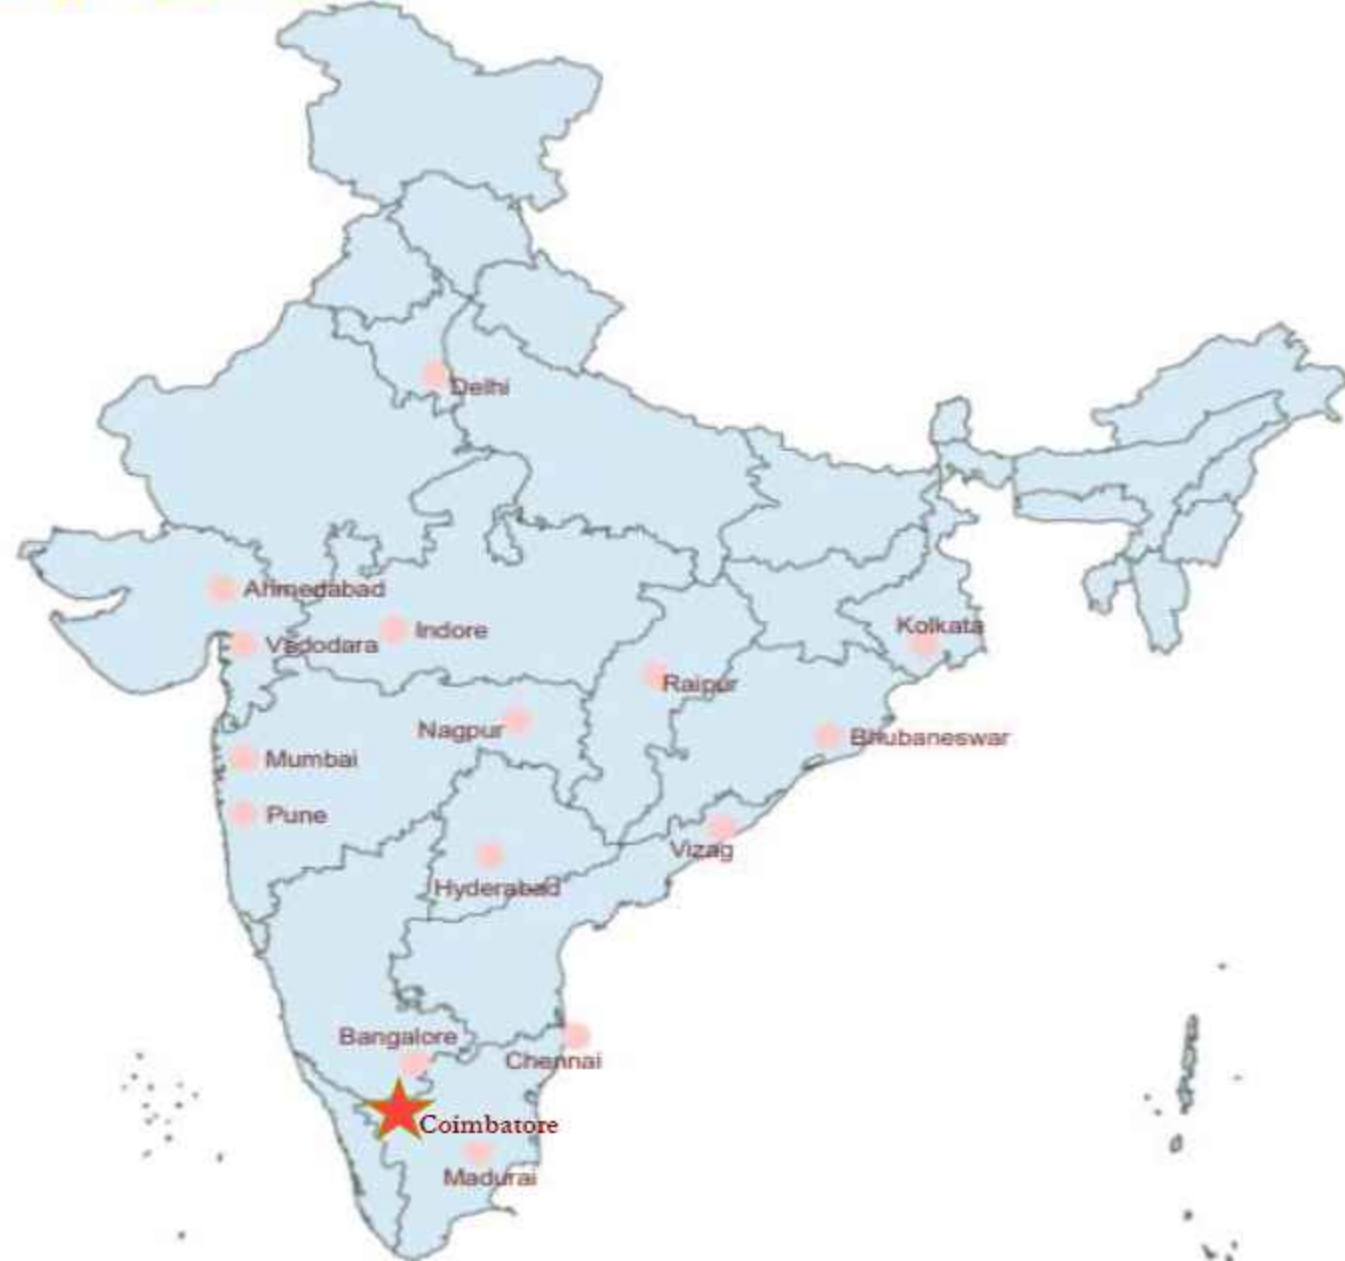 Delhi
Ahmedabad
Indore
Vadodara
Kolkata
Raipur
Nagpur
Bhubaneswar
Mumbai
Pune
Vizag
Hyderabad
Bangalore
Chennai
Coimbatore
Madurai